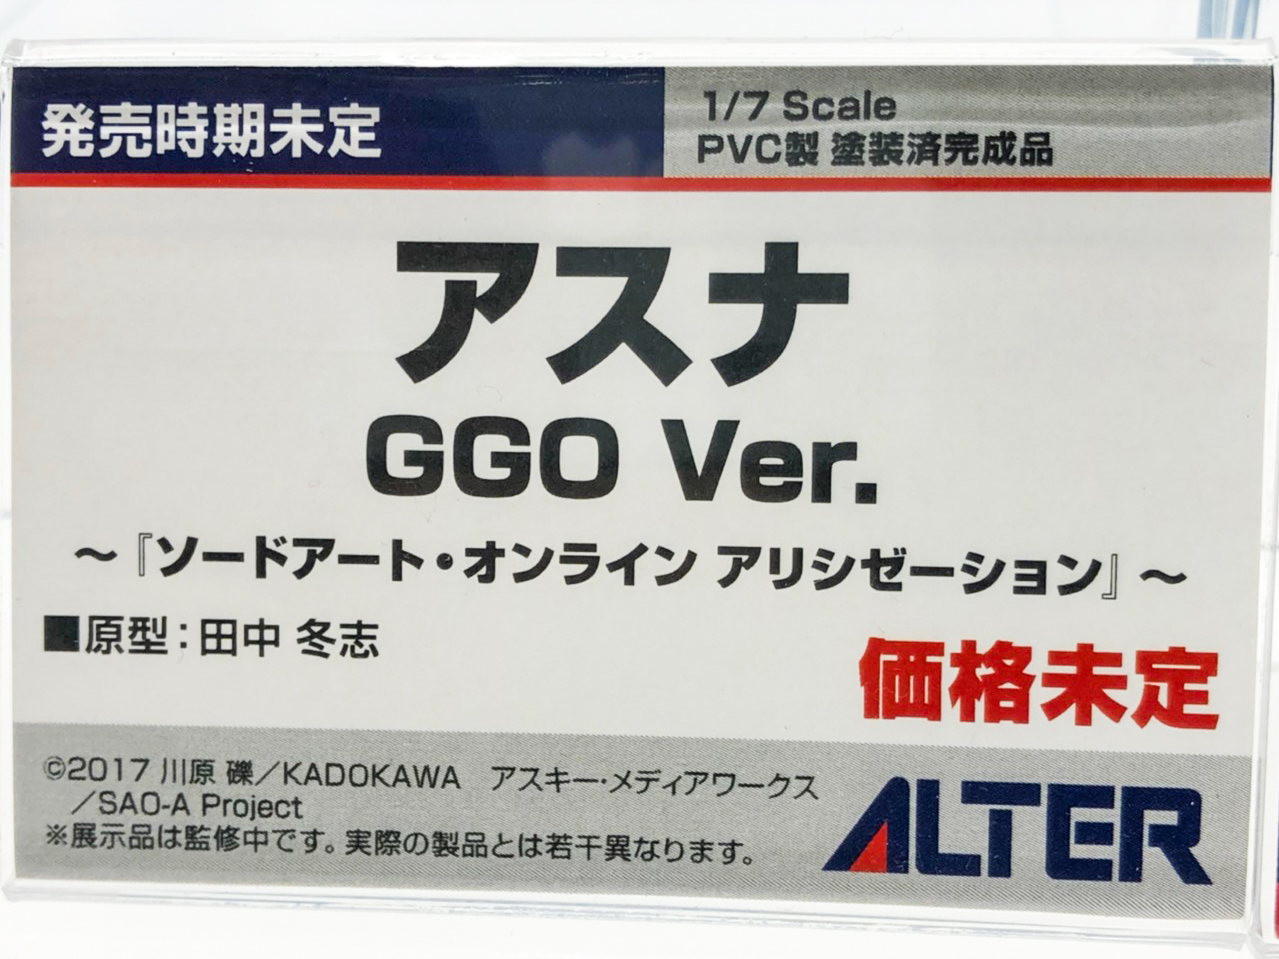 発売時期未定
1/7 Scale
PVC製 塗装済完成品
アスナ
GGO Ver.
〜『ソードアート・オンライン アリシゼーション』〜
■原型：田中 冬志
価格未定
©2017 川原 礫／KADOKAWA　アスキー・メディアワークス
／SAO-A Project
※展示品は監修中です。実際の製品とは若干異なります。
ALTER